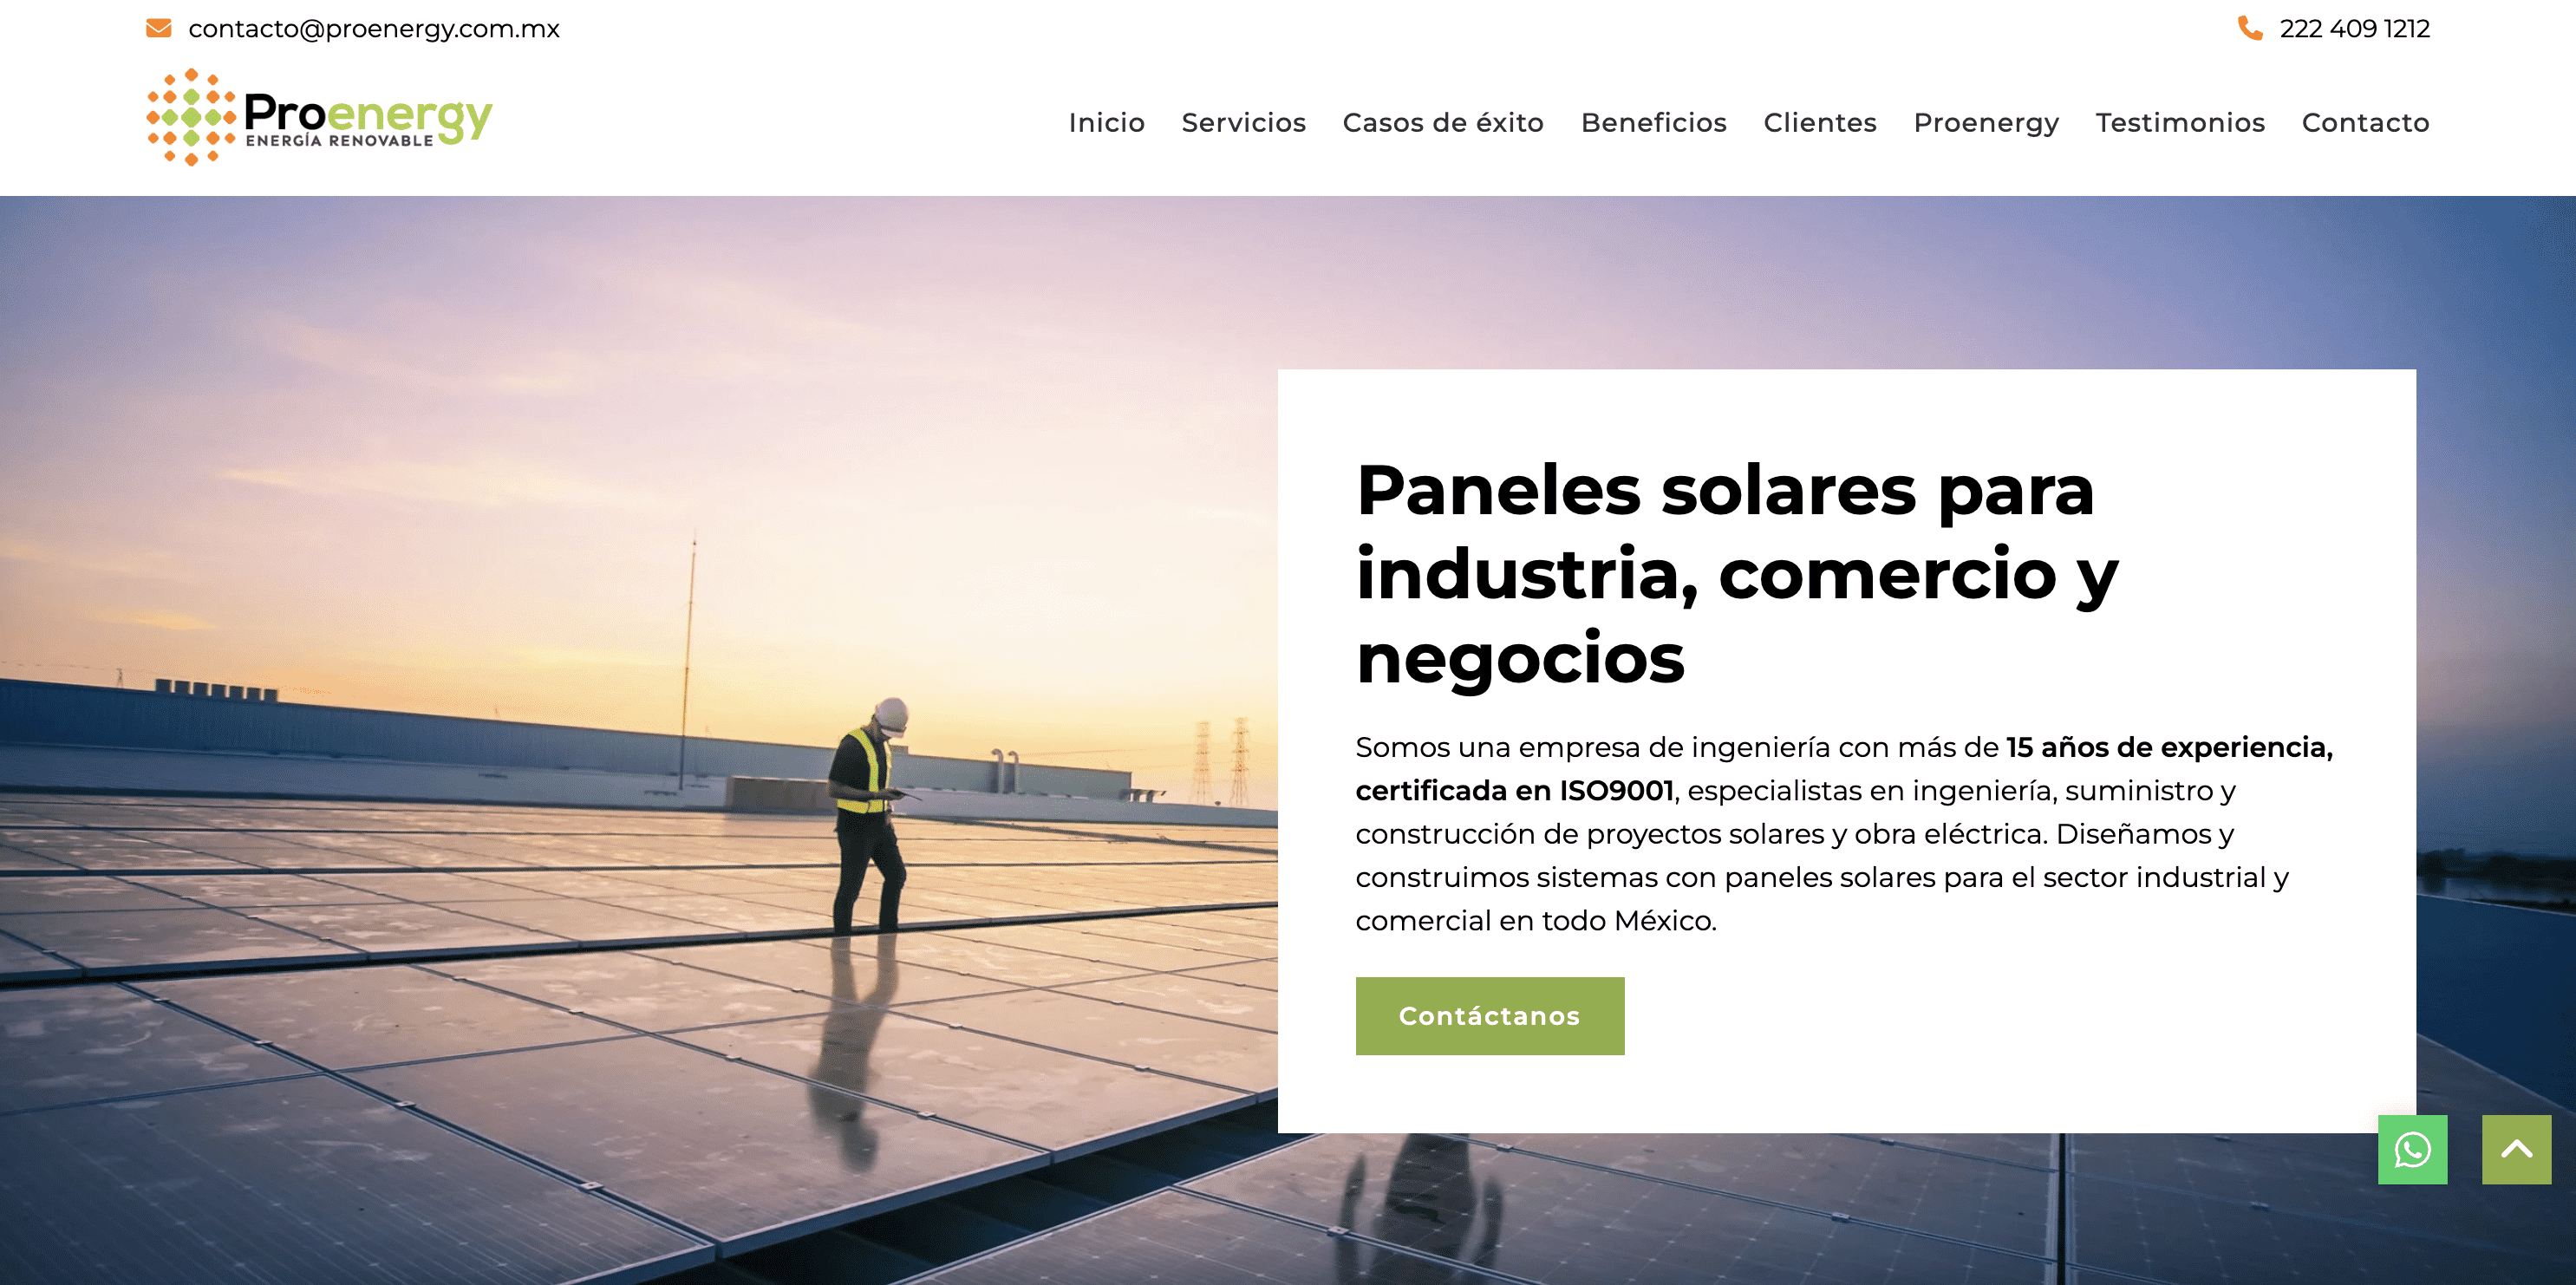 contacto@proenergy.com.mx
222 409 1212
Proenergy
ENERGÍA RENOVABLE
Inicio Servicios Casos de éxito Beneficios Clientes Proenergy Testimonios Contacto
Paneles solares para
industria, comercio y
negocios
Somos una empresa de ingeniería con más de 15 años de experiencia,
certificada en ISO9001, especialistas en ingeniería, suministro y
construcción de proyectos solares y obra eléctrica. Diseñamos y
construimos sistemas con paneles solares para el sector industrial y
comercial en todo México.
Contáctanos